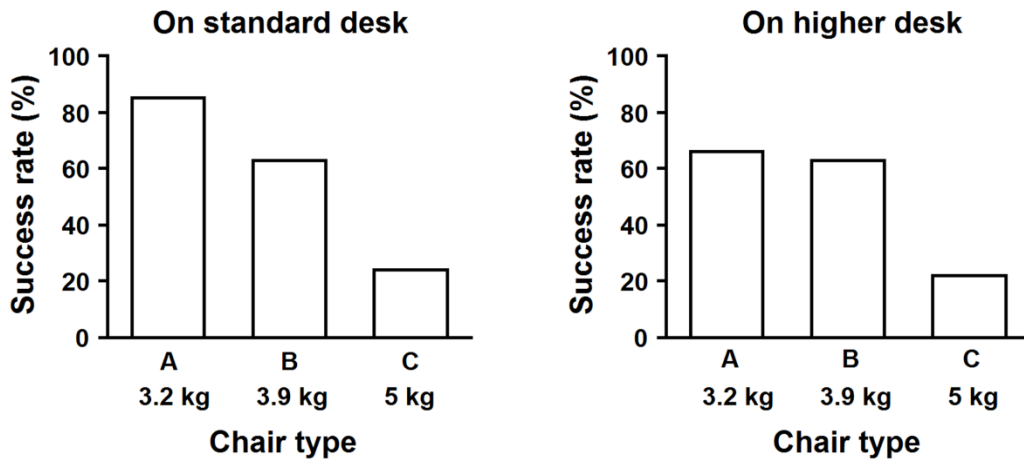 On standard desk
Success rate (%)
100
80
60
40
20
0
A B C
3.2 kg 3.9 kg 5 kg
Chair type
On higher desk
Success rate (%)
100
80
60
40
20
0
A B C
3.2 kg 3.9 kg 5 kg
Chair type